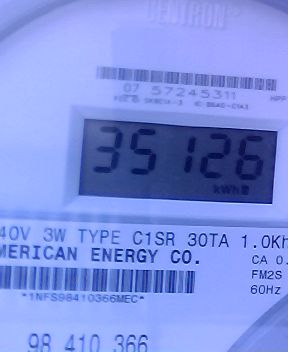 CENTRON
07 57245311
35126
kWh
40V 3W TYPE C1SR 30TA 1.0Kh
MERICAN ENERGY CO.
CA 0.
FM2S
*1NFS98410366MEC*
60Hz
98 410 366